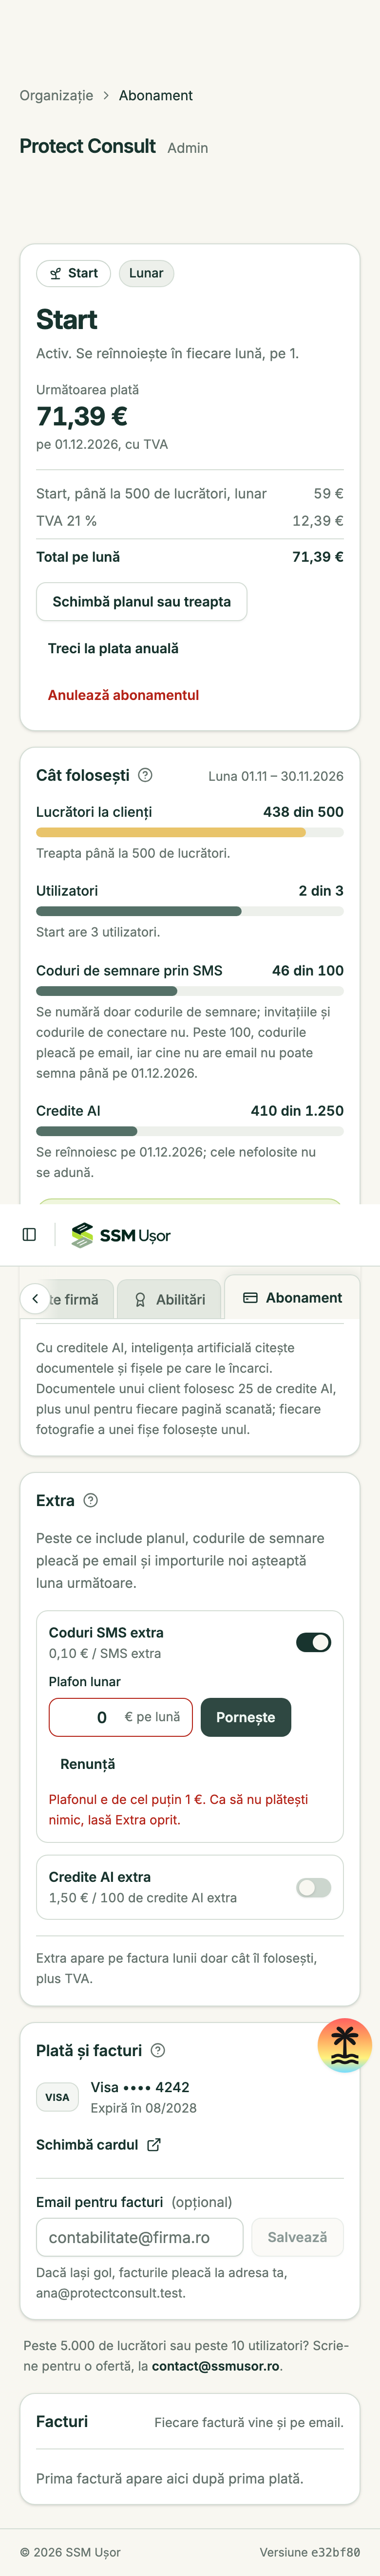 Organizație > Abonament
Protect Consult Admin
Start Lunar
Start
Activ. Se reînnoiește în fiecare lună, pe 1.
Următoarea plată
71,39 €
pe 01.12.2026, cu TVA
Start, până la 500 de lucrători, lunar 59 €
TVA 21 % 12,39 €
Total pe lună 71,39 €
Schimbă planul sau treapta
Treci la plata anuală
Anulează abonamentul
Cât folosești Luna 01.11 – 30.11.2026
Lucrători la clienți 438 din 500
Treapta până la 500 de lucrători.
Utilizatori 2 din 3
Start are 3 utilizatori.
Coduri de semnare prin SMS 46 din 100
Se numără doar codurile de semnare; invitațiile și
codurile de conectare nu. Peste 100, codurile
pleacă pe email, iar cine nu are email nu poate
semna până pe 01.12.2026.
Credite AI 410 din 1.250
Se reînnoiesc pe 01.12.2026; cele nefolosite nu
se adună.
SSM Ușor
te firmă Abilitări Abonament
Cu creditele AI, inteligența artificială citește
documentele și fișele pe care le încarci.
Documentele unui client folosesc 25 de credite AI,
plus unul pentru fiecare pagină scanată; fiecare
fotografie a unei fișe folosește unul.
Extra
Peste ce include planul, codurile de semnare
pleacă pe email și importurile noi așteaptă
luna următoare.
Coduri SMS extra
0,10 € / SMS extra
Plafon lunar
0 € pe lună Pornește
Renunță
Plafonul e de cel puțin 1 €. Ca să nu plătești
nimic, lasă Extra oprit.
Credite AI extra
1,50 € / 100 de credite AI extra
Extra apare pe factura lunii doar cât îl folosești,
plus TVA.
Plată și facturi
VISA Visa •••• 4242
Expiră în 08/2028
Schimbă cardul
Email pentru facturi (opțional)
contabilitate@firma.ro Salvează
Dacă lași gol, facturile pleacă la adresa ta,
ana@protectconsult.test.
Peste 5.000 de lucrători sau peste 10 utilizatori? Scrie-
ne pentru o ofertă, la contact@ssmusor.ro.
Facturi Fiecare factură vine și pe email.
Prima factură apare aici după prima plată.
© 2026 SSM Ușor Versiune e32bf80